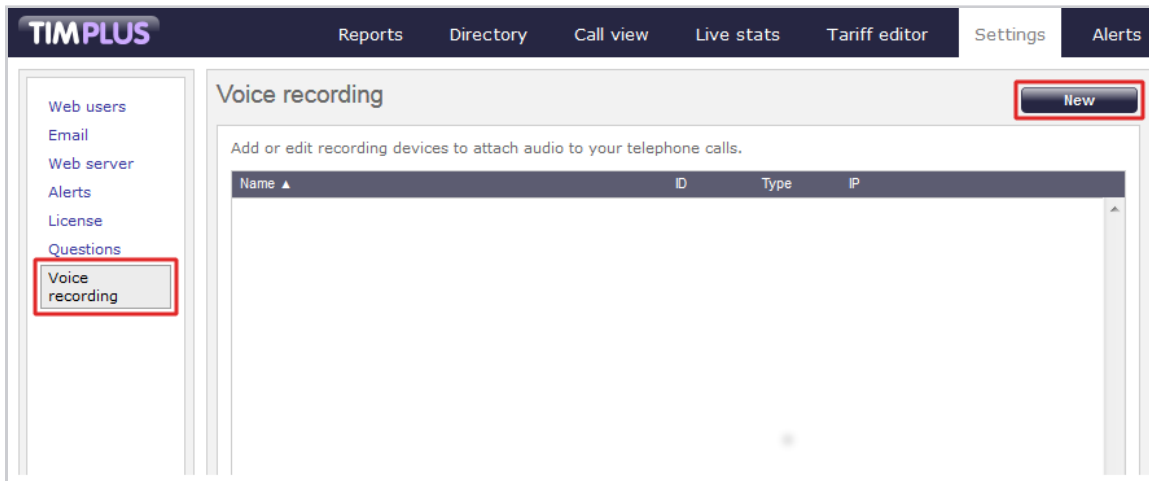 TIMPLUS Reports Directory Call view Live stats Tariff editor Settings Alerts
Web users
Email
Web server
Alerts
License
Questions
Voice
recording
Voice recording
New
Add or edit recording devices to attach audio to your telephone calls.
Name ▲ ID Type IP